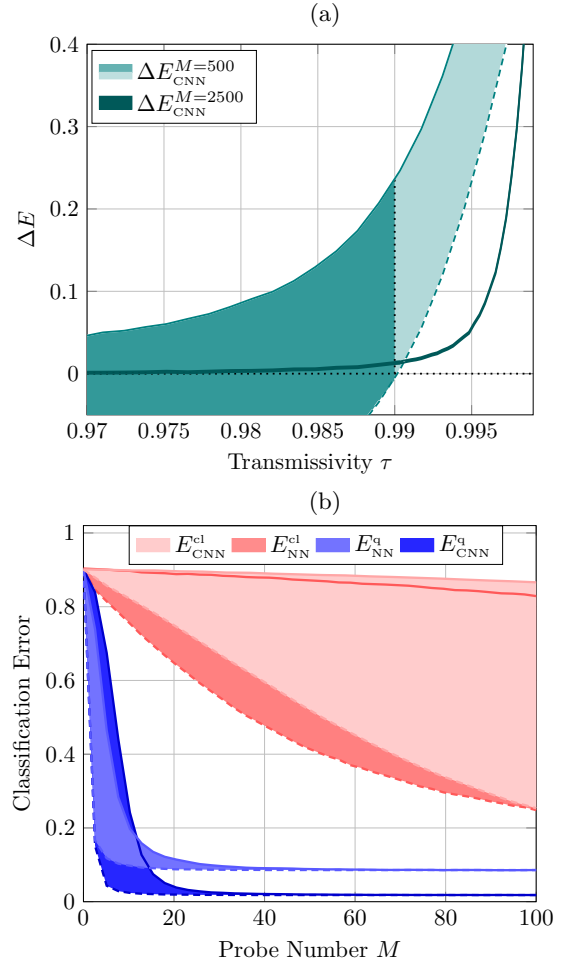 (a)
0.4
0.3
0.2
0.1
0
ΔE
ΔE_CNN^{M=500}
ΔE_CNN^{M=2500}
0.97 0.975 0.98 0.985 0.99 0.995
Transmissivity τ
(b)
1
0.8
0.6
0.4
0.2
0
Classification Error
E_CNN^{cl} E_NN^{cl} E_NN^{q} E_CNN^{q}
0 20 40 60 80 100
Probe Number M